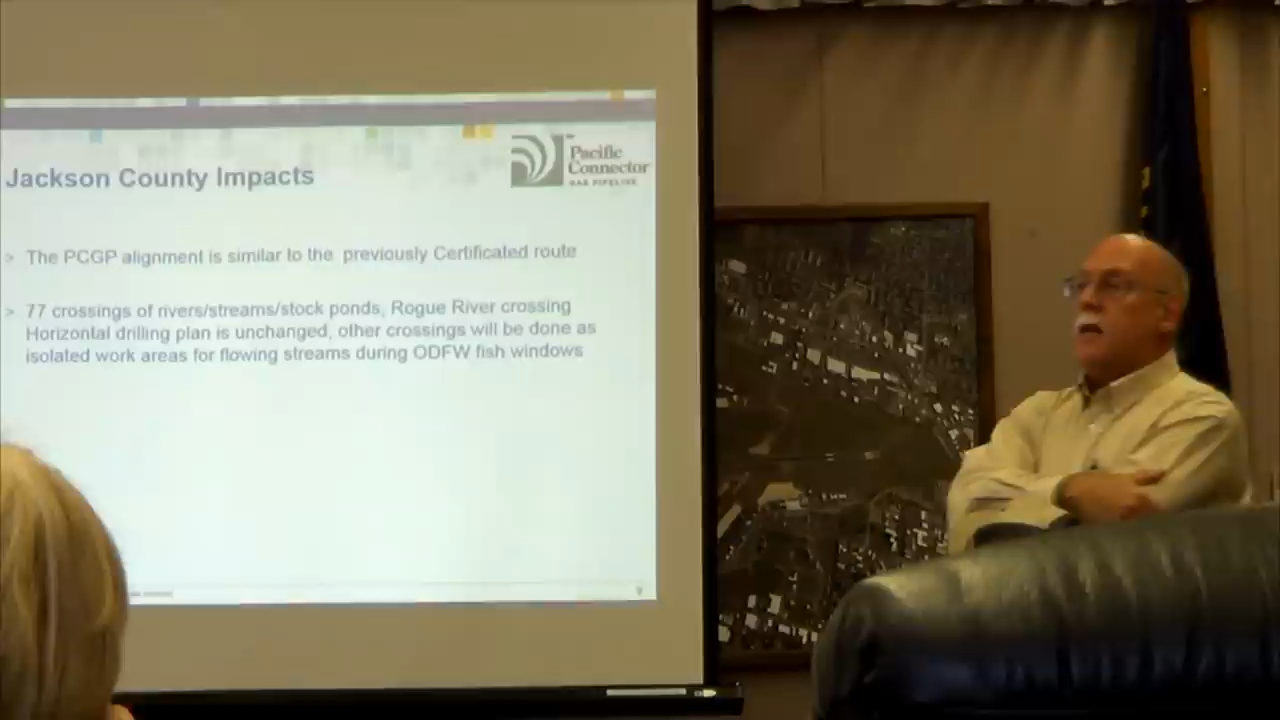 Pacific
Connector
GAS PIPELINE
Jackson County Impacts
> The PCGP alignment is similar to the previously Certificated route
> 77 crossings of rivers/streams/stock ponds, Rogue River crossing
Horizontal drilling plan is unchanged, other crossings will be done as
isolated work areas for flowing streams during ODFW fish windows